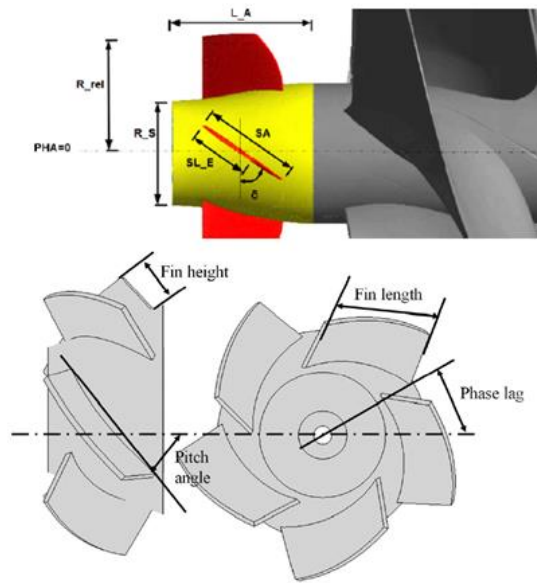 L_A
R_rel
R_S
SA
PHA=0
SL_E
Fin height
Fin length
Phase lag
Pitch
angle